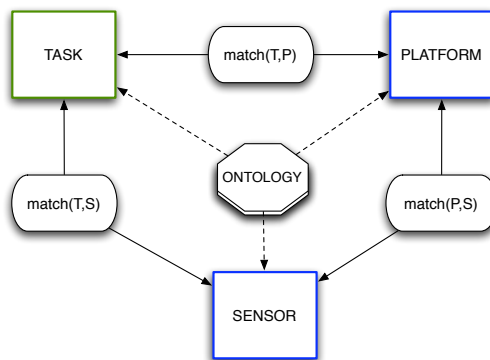 TASK
match(T,P)
PLATFORM
ONTOLOGY
match(T,S)
match(P,S)
SENSOR